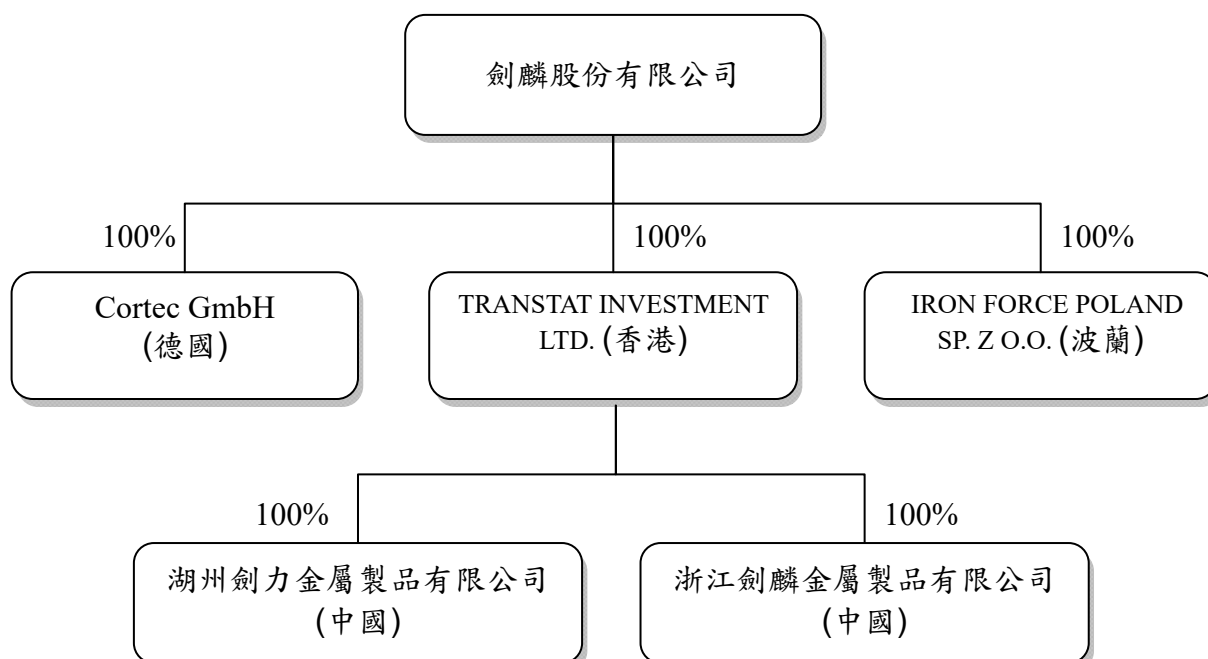 劍麟股份有限公司
100%
100%
100%
Cortec GmbH
(德國)
TRANSTAT INVESTMENT
LTD. (香港)
IRON FORCE POLAND
SP. Z O.O. (波蘭)
100%
100%
湖州劍力金屬製品有限公司
(中國)
浙江劍麟金屬製品有限公司
(中國)